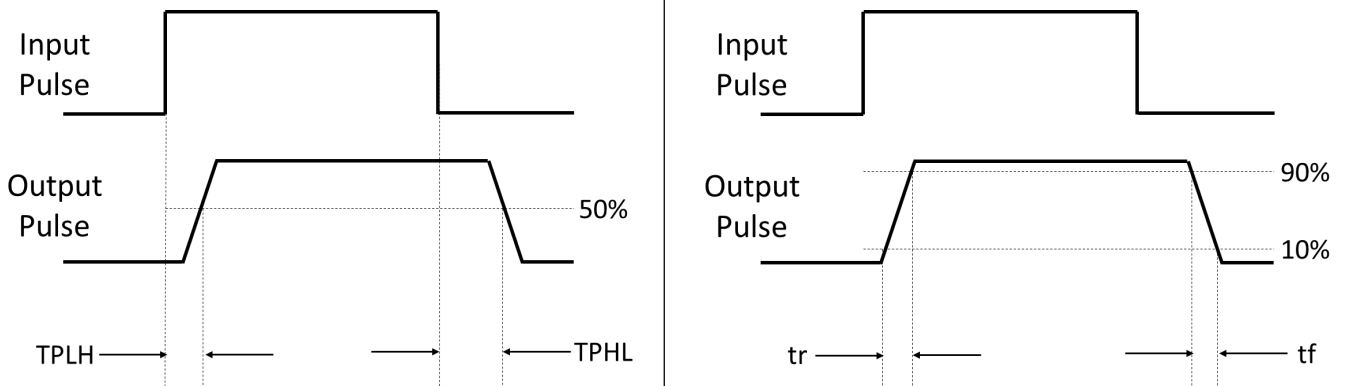 Input
Pulse
Output
Pulse
50%
TPLH
TPHL
Input
Pulse
Output
Pulse
90%
10%
tr
tf